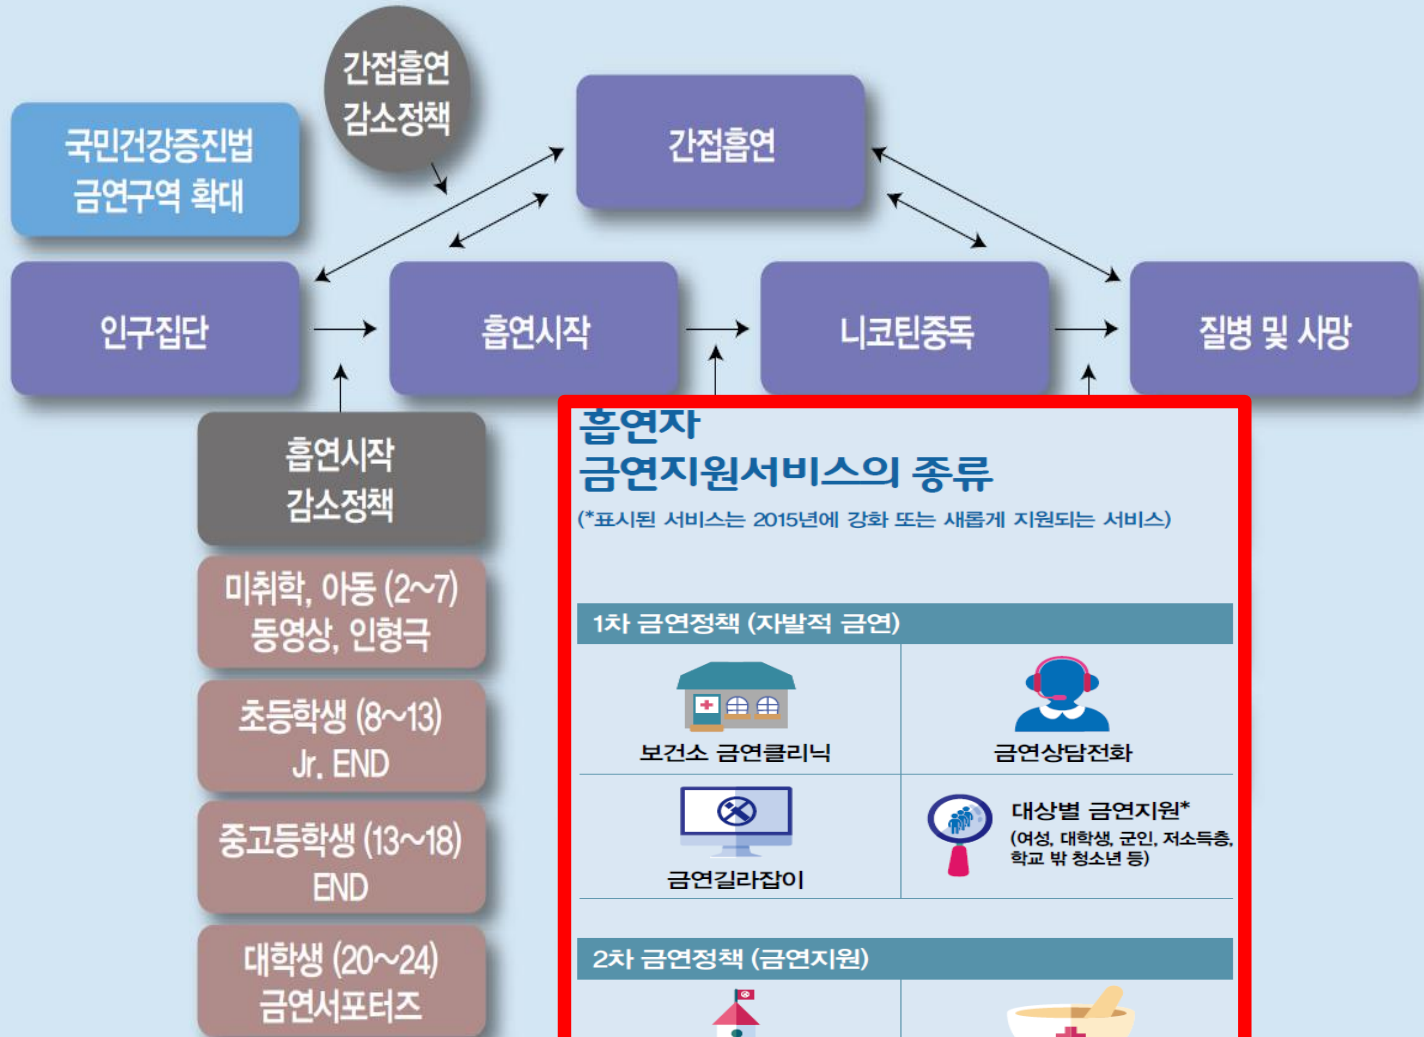 간접흡연
감소정책
국민건강증진법
금연구역 확대
간접흡연
인구집단
흡연시작
니코틴중독
질병 및 사망
흡연시작
감소정책
미취학, 아동 (2~7)
동영상, 인형극
초등학생 (8~13)
Jr. END
중고등학생 (13~18)
END
대학생 (20~24)
금연서포터즈
흡연자
금연지원서비스의 종류
(*표시된 서비스는 2015년에 강화 또는 새롭게 지원되는 서비스)
1차 금연정책 (자발적 금연)
보건소 금연클리닉
금연상담전화
금연길라잡이
대상별 금연지원*
(여성, 대학생, 군인, 저소득층,
학교 밖 청소년 등)
2차 금연정책 (금연지원)